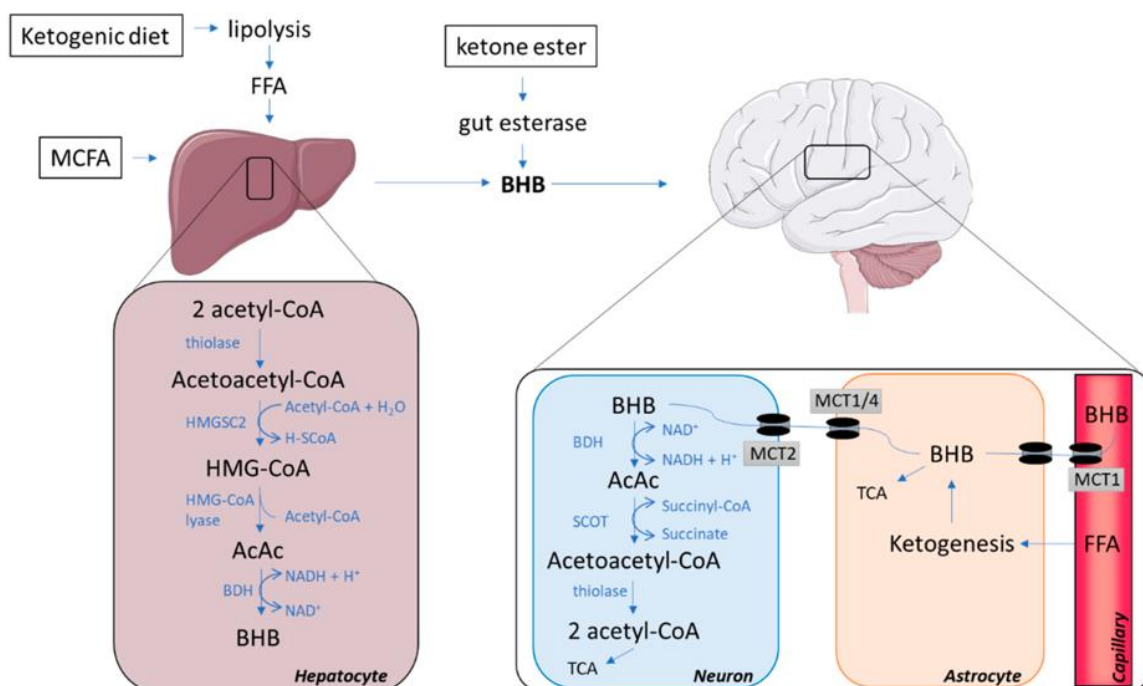 Ketogenic diet
lipolysis
FFA
MCFA
ketone ester
gut esterase
BHB
2 acetyl-CoA
thiolase
Acetoacetyl-CoA
HMGSC2
Acetyl-CoA + H₂O
H-SCoA
HMG-CoA
HMG-CoA
lyase
Acetyl-CoA
AcAc
BDH
NADH + H⁺
NAD⁺
BHB
Hepatocyte
BHB
BDH
NAD⁺
NADH + H⁺
AcAc
SCOT
Succinyl-CoA
Succinate
Acetoacetyl-CoA
thiolase
2 acetyl-CoA
TCA
Neuron
MCT2
MCT1/4
BHB
TCA
Ketogenesis
Astrocyte
BHB
MCT1
FFA
Capillary